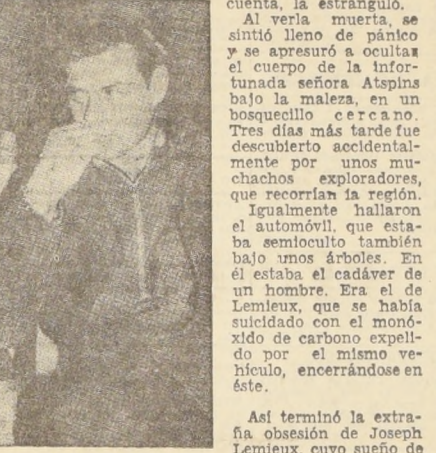 cuenta, la estranguló.
Al verla muerta, se
sintió lleno de pánico
y se apresuró a ocultar
el cuerpo de la infor-
tunada señora Atspins
bajo la maleza, en un
bosquecillo cercano.
Tres días más tarde fue
descubierto accidental-
mente por unos mu-
chachos exploradores,
que recorrían la región.
Igualmente hallaron
el automóvil, que esta-
ba semioculto también
bajo unos árboles. En
él estaba el cadáver de
un hombre. Era el de
Lemieux, que se había
suicidado con el monó-
xido de carbono expeli-
do por el mismo ve-
hículo, encerrándose en
éste.
Así terminó la extra-
ña obsesión de Joseph
Lemieux, cuyo sueño de